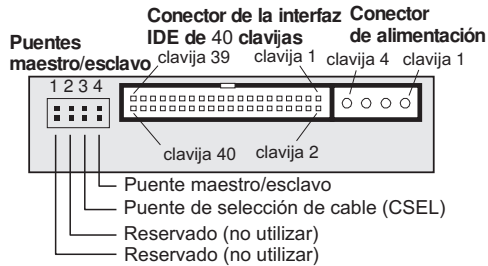 Conector de la interfaz
IDE de 40 clavijas
Conector
de alimentación
Puentes
maestro/esclavo
clavija 39
clavija 1
clavija 4
clavija 1
1 2 3 4
clavija 40
clavija 2
Puente maestro/esclavo
Puente de selección de cable (CSEL)
Reservado (no utilizar)
Reservado (no utilizar)